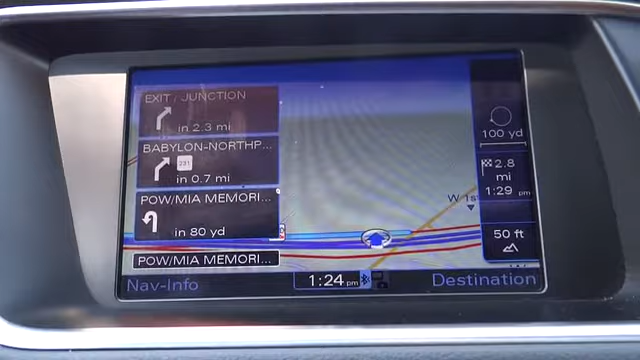 EXIT / JUNCTION
in 2.3 mi
BABYLON-NORTHP...
231
in 0.7 mi
POW/MIA MEMORI...
in 80 yd
POW/MIA MEMORI...
W 1s
100 yd
2.8
mi
1:29 pm
50 ft
Nav-Info
1:24 pm
Destination